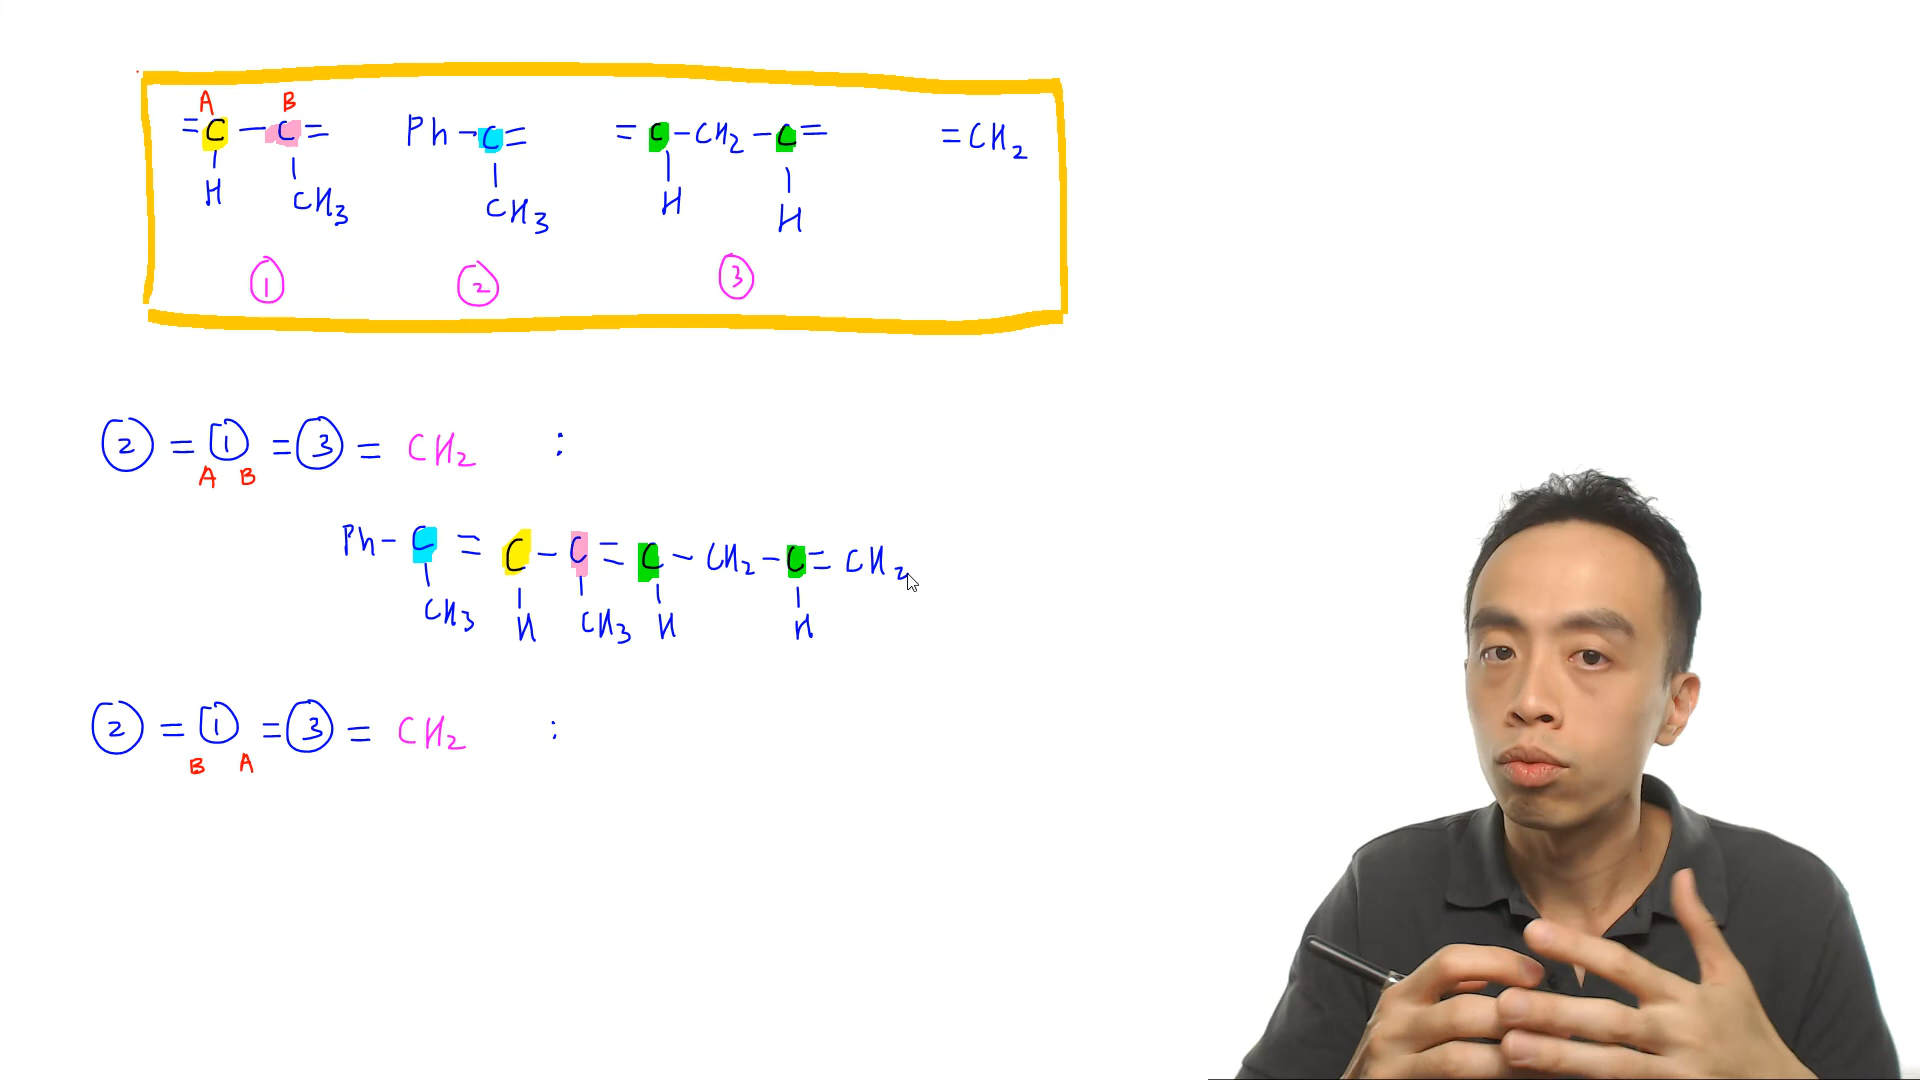 A B
=C-C= Ph-C= =C-CH2-C= =CH2
H CH3 CH3 H H
1 2 3
2 = 1 = 3 = CH2 :
A B
Ph-C=C-C=C-CH2-C=CH2
CH3 H CH3 H H
2 = 1 = 3 = CH2 :
B A